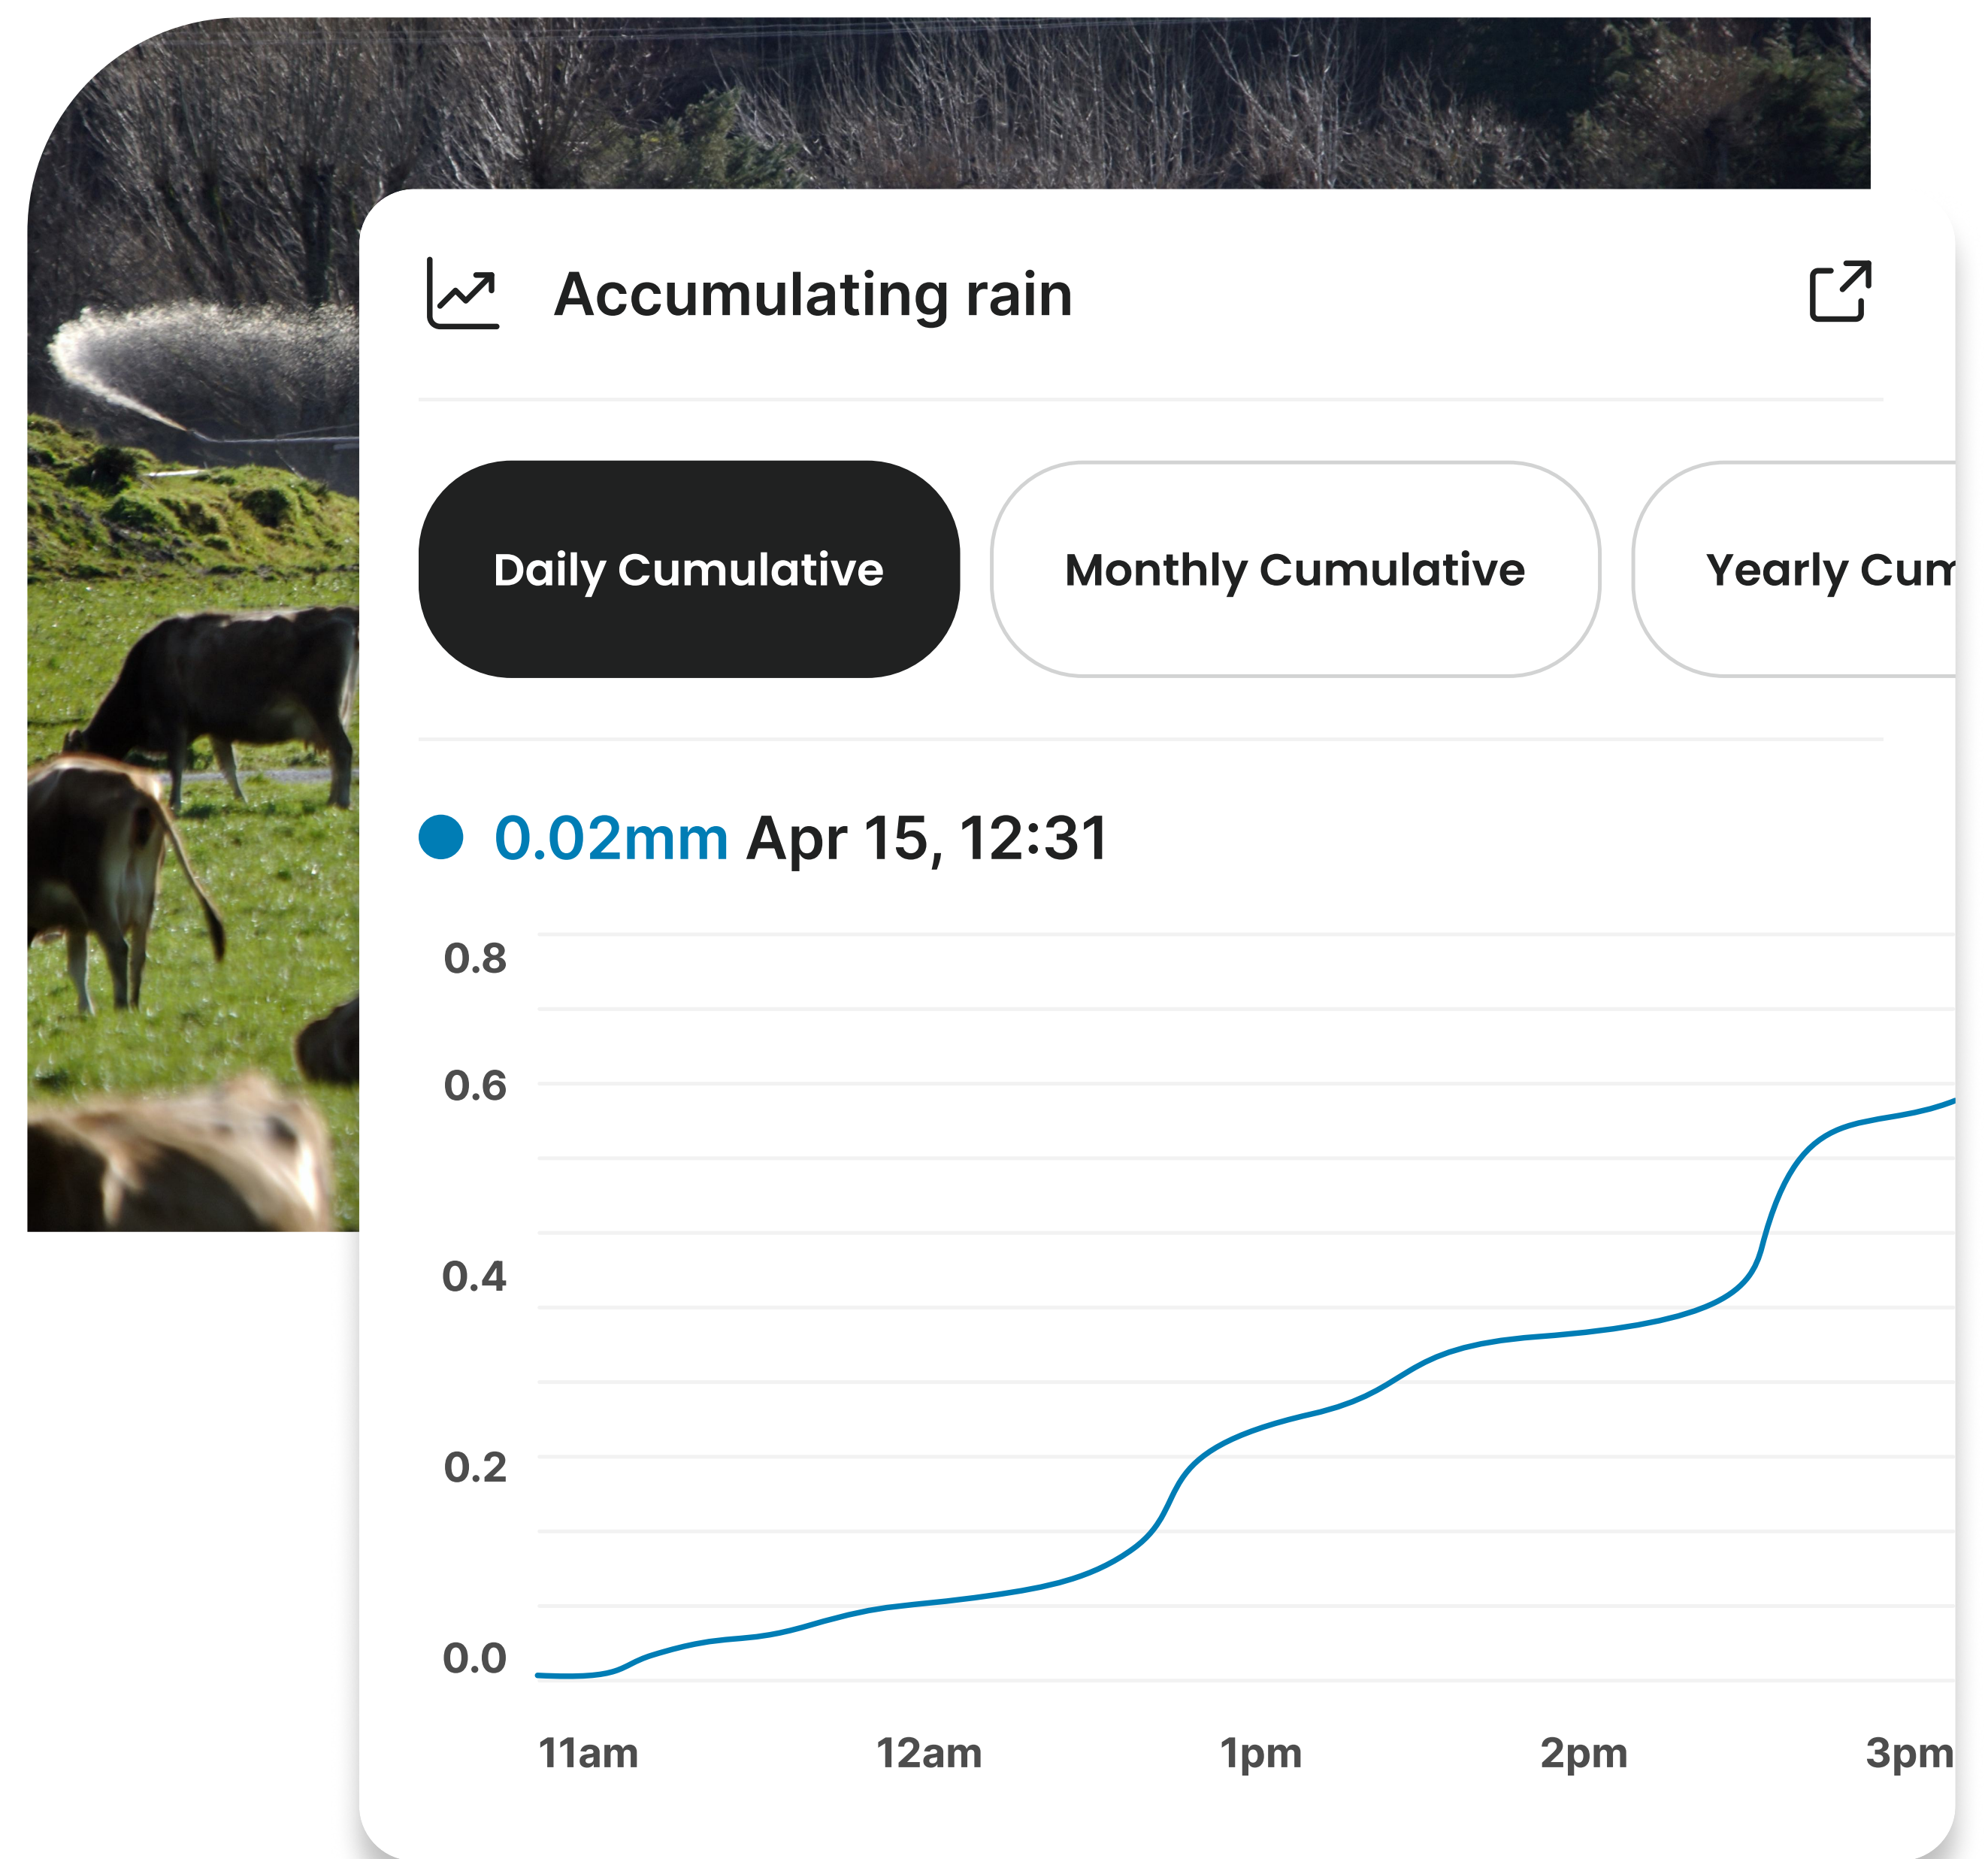 Accumulating rain
Daily Cumulative
Monthly Cumulative
Yearly Cum
0.02mm Apr 15, 12:31
0.8
0.6
0.4
0.2
0.0
11am 12am 1pm 2pm 3pm